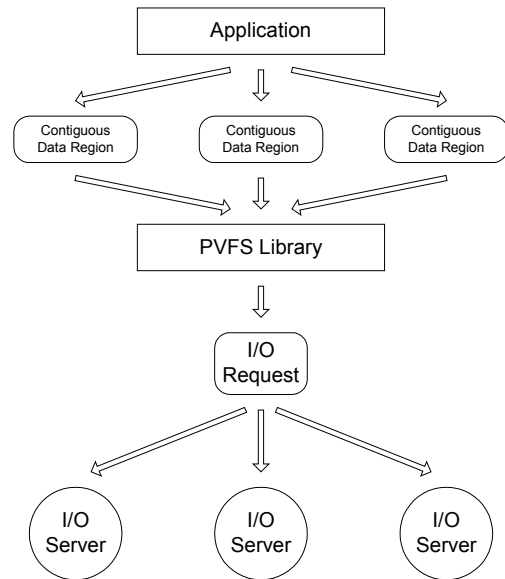 Application
Contiguous Contiguous Contiguous
Data Region Data Region Data Region
PVFS Library
I/O
Request
I/O I/O I/O
Server Server Server